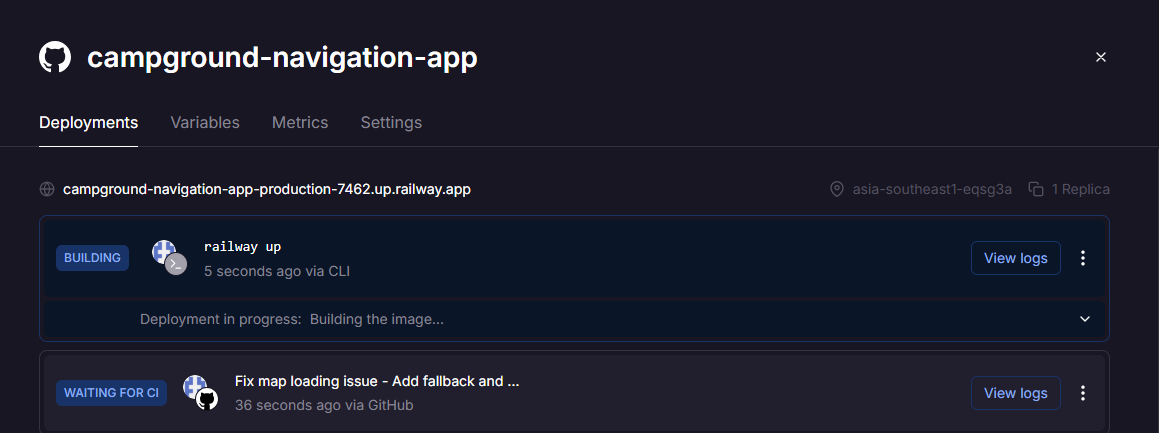 campground-navigation-app
Deployments Variables Metrics Settings
campground-navigation-app-production-7462.up.railway.app asia-southeast1-eqsg3a 1 Replica
BUILDING railway up View logs
5 seconds ago via CLI
Deployment in progress: Building the image...
WAITING FOR CI Fix map loading issue - Add fallback and ... View logs
36 seconds ago via GitHub